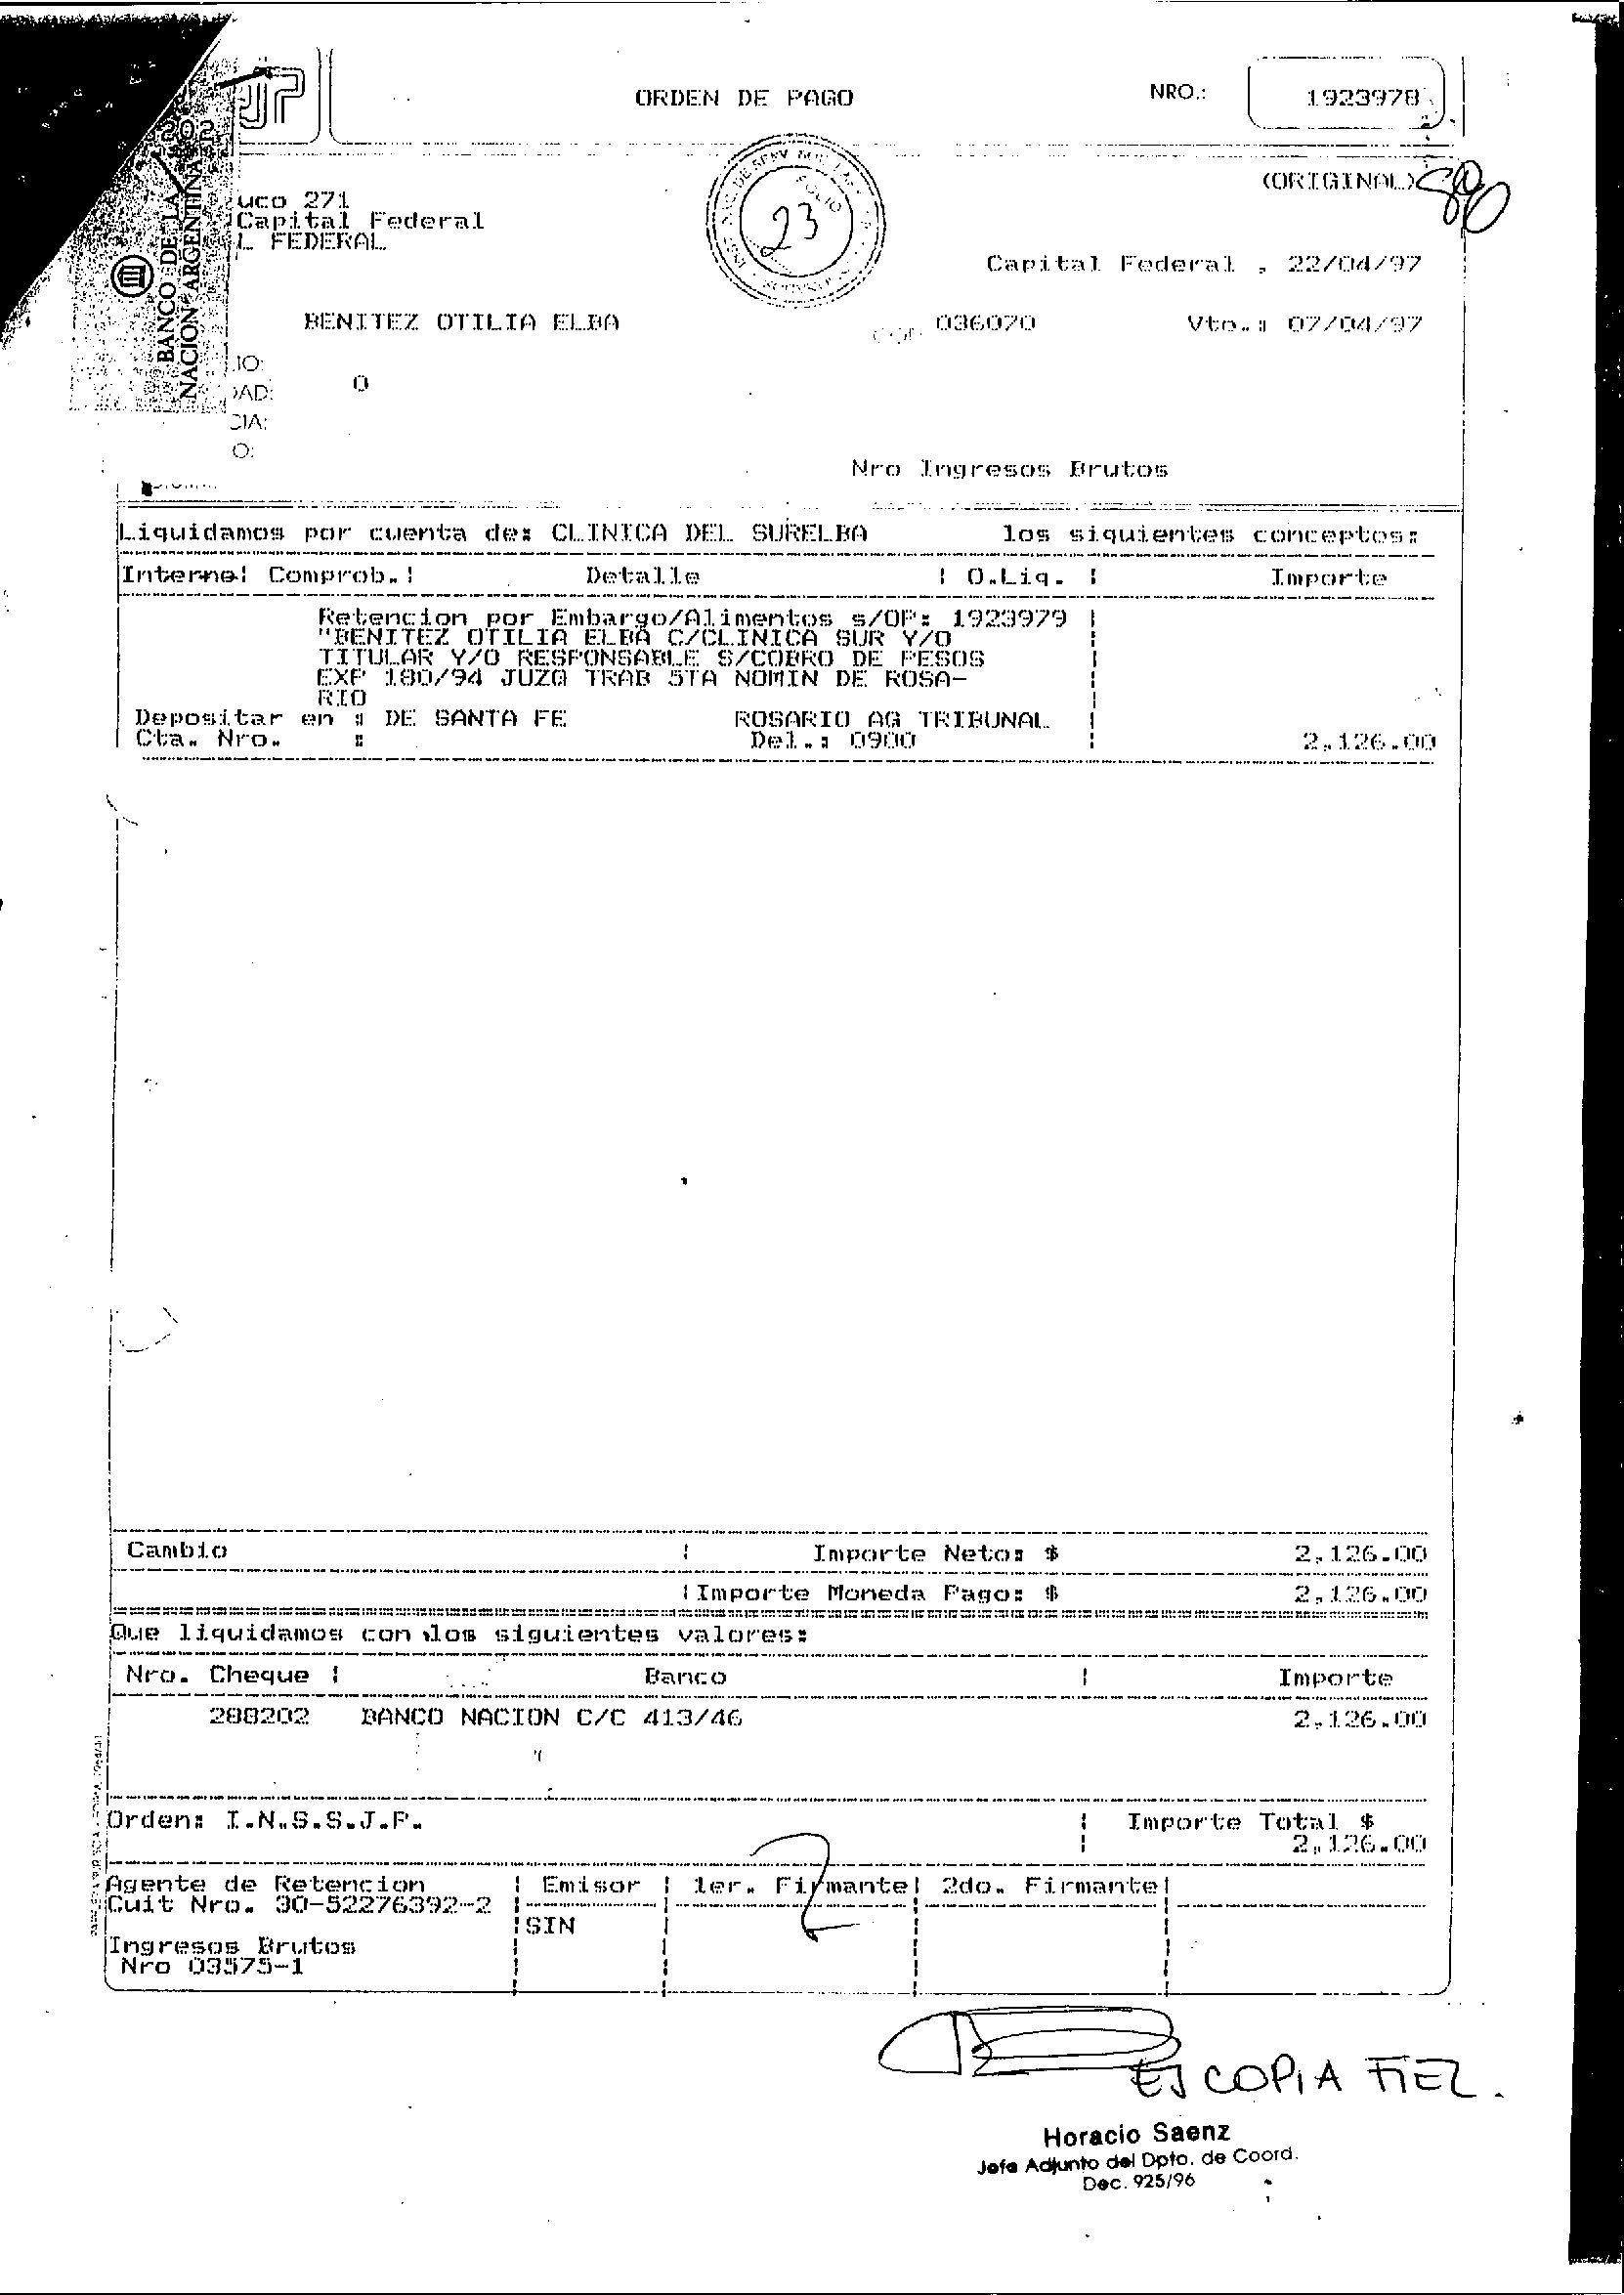 ORDEN DE PAGO
NRO.: 1923978
(ORIGINAL)
BANCO DE LA
NACION ARGENTINA
uco 271
Capital Federal
L FEDERAL
FOLIO
23
Capital Federal , 22/04/97
BENITEZ OTILIA ELBA 036070 Vto.: 07/04/97
IO:
DAD: 0
CIA:
O:
Nro Ingresos Brutos
Liquidamos por cuenta de: CLINICA DEL SURELBA los siquientes conceptos:
Interne! Comprob.! Detalle ! O.Liq. ! Importe
Retencion por Embargo/Alimentos s/OP: 1923979
"BENITEZ OTILIA ELBA C/CLINICA SUR Y/O
TITULAR Y/O RESPONSABLE S/COBRO DE PESOS
EXP 180/94 JUZG TRAB 5TA NOMIN DE ROSA-
RIO
Depositar en : DE SANTA FE ROSARIO AG TRIBUNAL
Cta. Nro. : Del.: 0900 2,126.00
Cambio ! Importe Neto: $ 2,126.00
!Importe Moneda Pago: $ 2,126.00
Que liquidamos con los siguientes valores:
Nro. Cheque ! Banco ! Importe
288202 BANCO NACION C/C 413/46 2,126.00
Orden: I.N.S.S.J.P. ! Importe Total $
2,126.00
Agente de Retencion ! Emisor ! 1er. Firmante! 2do. Firmante!
Cuit Nro. 30-52276392-2
!SIN
Ingresos Brutos
Nro 03575-1
ES COPIA FIEL.
Horacio Saenz
Jefe Adjunto del Dpto. de Coord.
Dec. 925/96